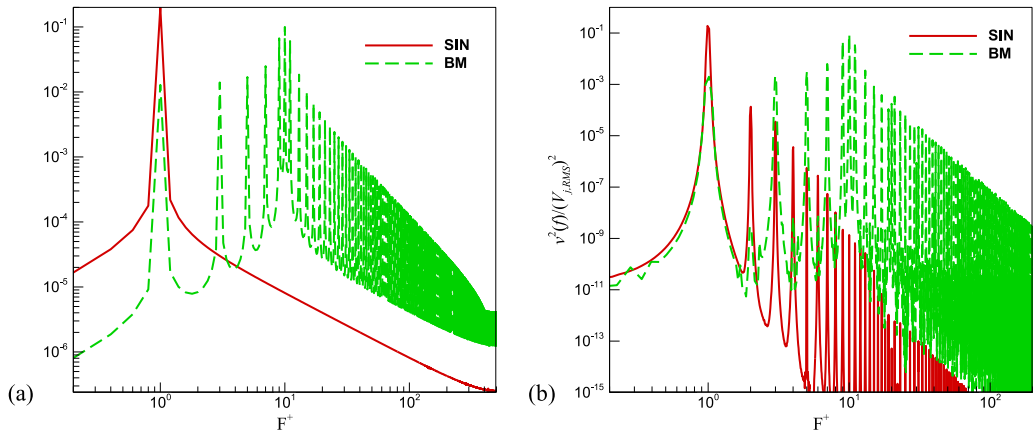 10⁻¹
10⁻²
10⁻³
10⁻⁴
10⁻⁵
10⁻⁶
SIN
BM
10⁰ 10¹ 10²
F⁺
(a)
v²(f)/(V_{j,RMS})²
10⁻¹
10⁻³
10⁻⁵
10⁻⁷
10⁻⁹
10⁻¹¹
10⁻¹³
10⁻¹⁵
SIN
BM
10⁰ 10¹ 10²
F⁺
(b)